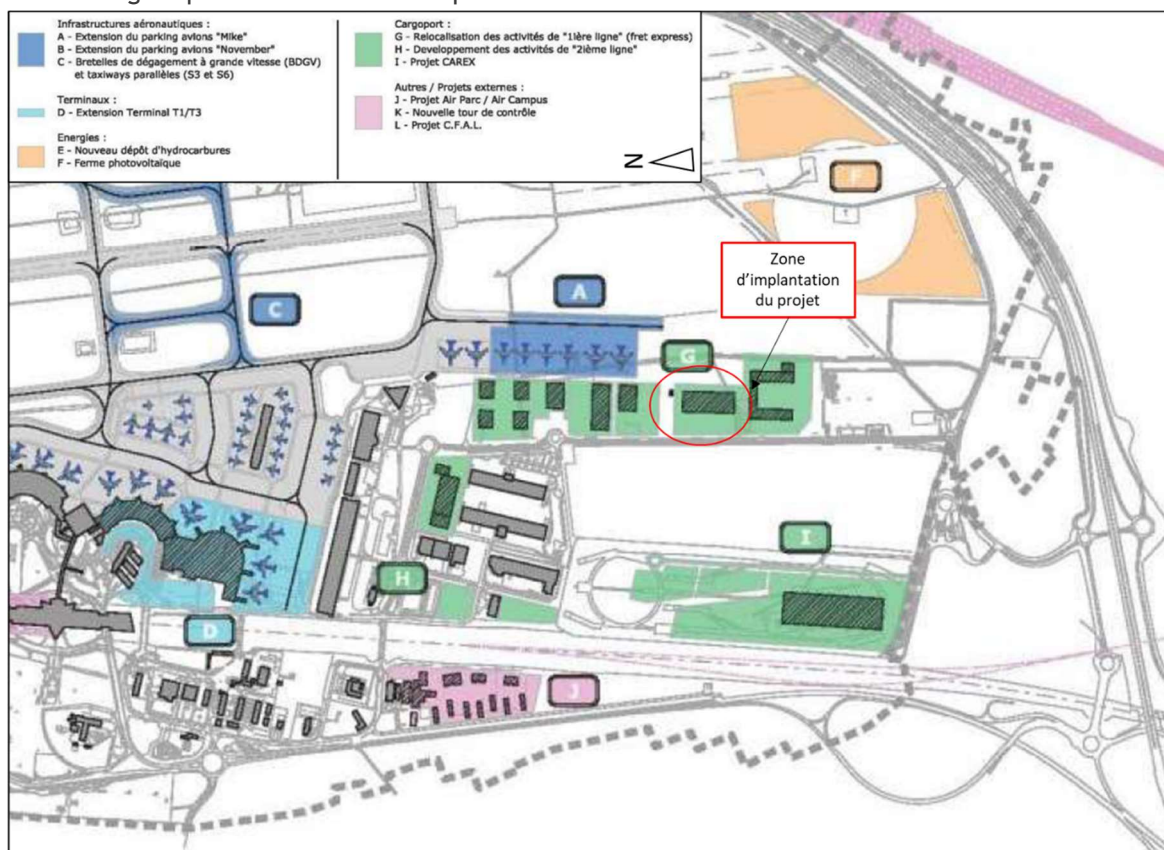 Infrastructures aéronautiques :
A - Extension du parking avions "Mike"
B - Extension du parking avions "November"
C - Bretelles de dégagement à grande vitesse (BDGV)
et taxiways parallèles (S3 et S6)
Terminaux :
D - Extension Terminal T1/T3
Energies :
E - Nouveau dépôt d'hydrocarbures
F - Ferme photovoltaïque
Cargoport :
G - Relocalisation des activités de "1ière ligne" (fret express)
H - Developpement des activités de "2ième ligne"
I - Projet CAREX
Autres / Projets externes :
J - Projet Air Parc / Air Campus
K - Nouvelle tour de contrôle
L - Projet C.F.A.L.
N
F
Zone
d'implantation
du projet
A
C
G
I
H
D
J